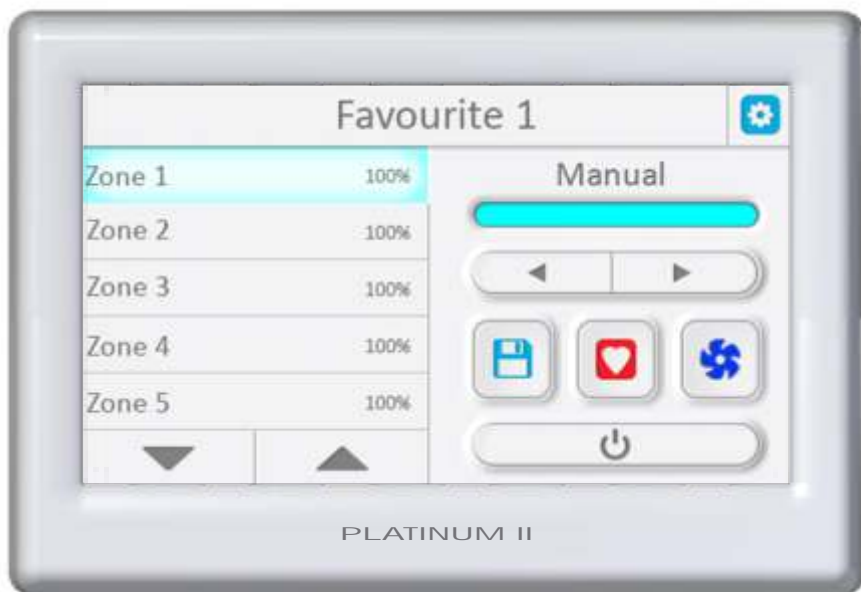 Favourite 1
Zone 1 100%
Manual
Zone 2 100%
Zone 3 100%
Zone 4 100%
Zone 5 100%
PLATINUM II